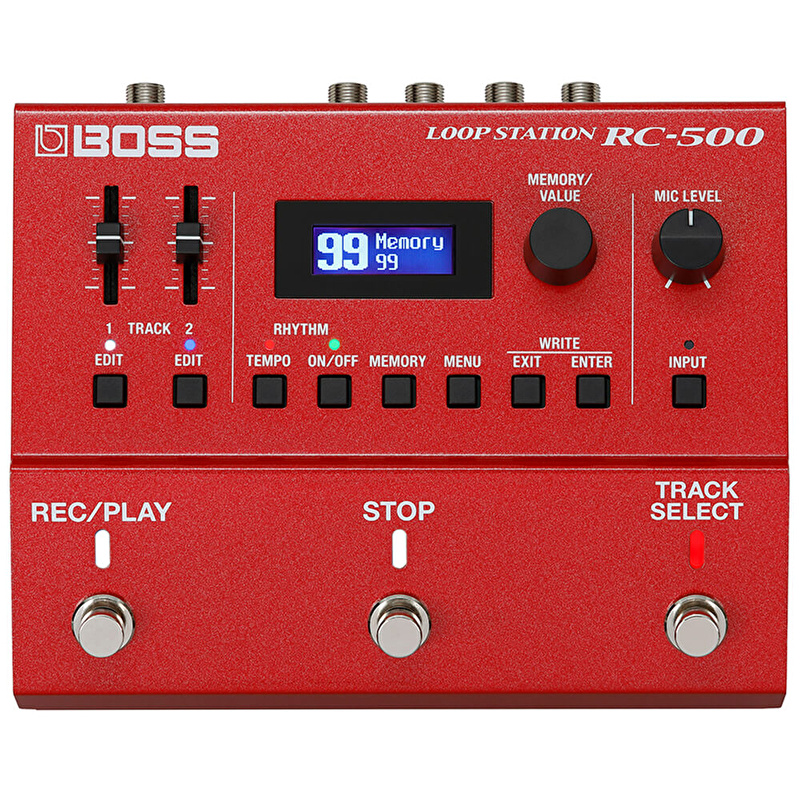 BOSS
LOOP STATION RC-500
MEMORY/
VALUE
MIC LEVEL
99 Memory
99
1 TRACK 2
RHYTHM
WRITE
EDIT
EDIT
TEMPO
ON/OFF
MEMORY
MENU
EXIT
ENTER
INPUT
REC/PLAY
STOP
TRACK
SELECT